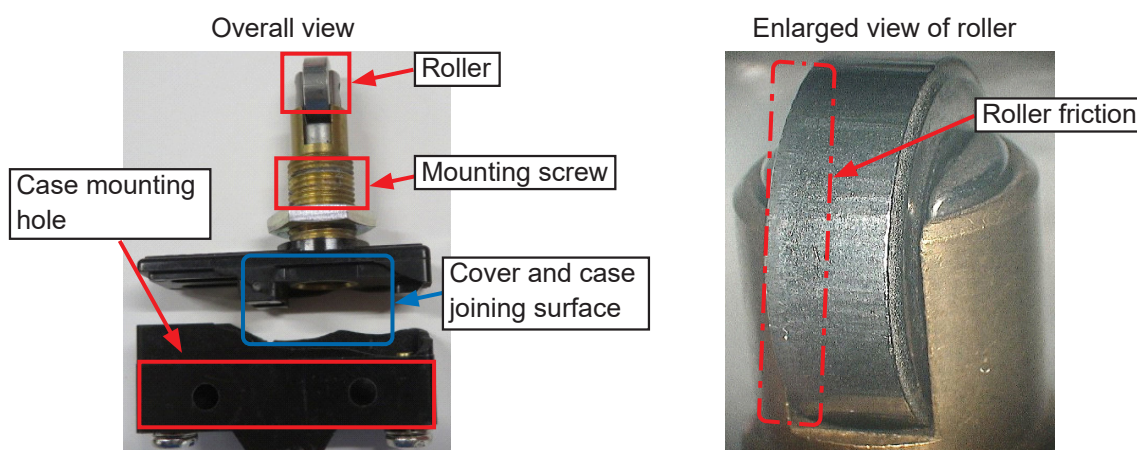 Overall view
Enlarged view of roller
Roller
Roller friction
Mounting screw
Case mounting
hole
Cover and case
joining surface